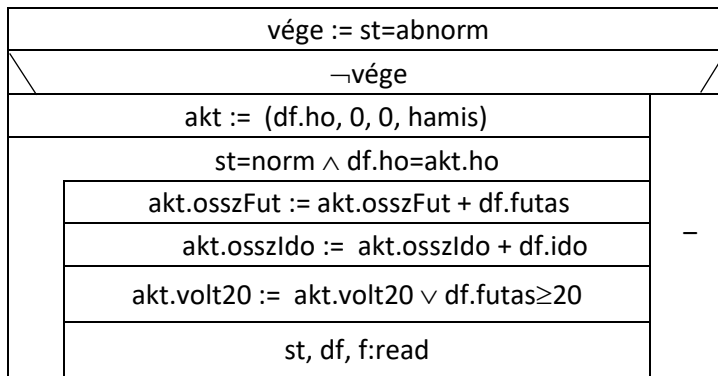 vége := st=abnorm
¬vége
akt := (df.ho, 0, 0, hamis)
st=norm ∧ df.ho=akt.ho
akt.osszFut := akt.osszFut + df.futas
akt.osszIdo := akt.osszIdo + df.ido
–
akt.volt20 := akt.volt20 ∨ df.futas≥20
st, df, f:read